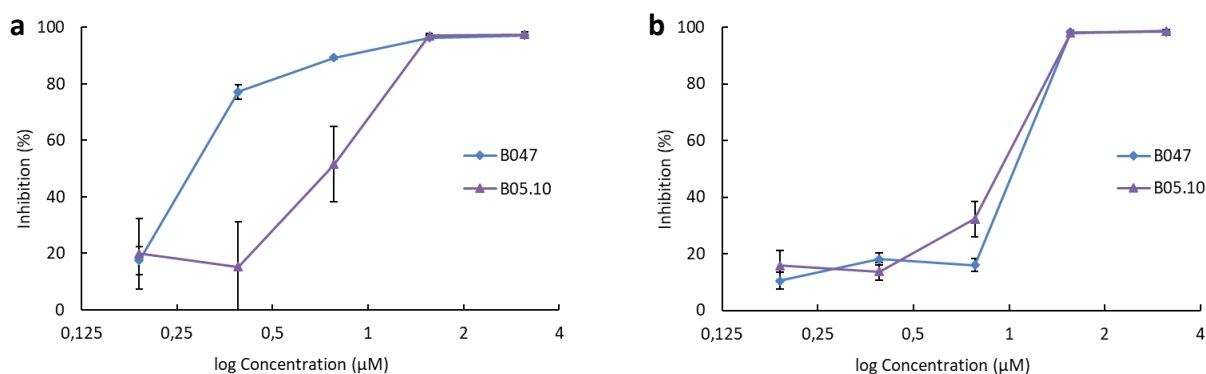 a
100
80
60
40
20
0
Inhibition (%)
0,125 0,25 0,5 1 2 4
log Concentration (µM)
B047
B05.10
b
100
80
60
40
20
0
Inhibition (%)
0,125 0,25 0,5 1 2 4
log Concentration (µM)
B047
B05.10